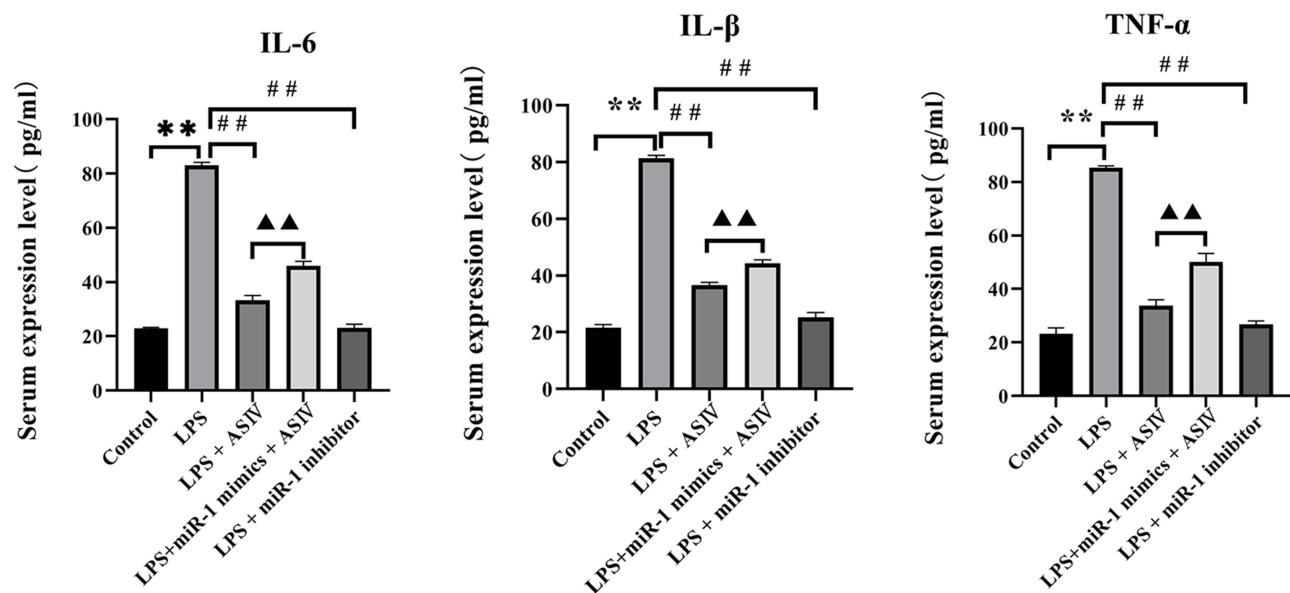 IL-6
Serum expression level( pg/ml)
100
80
60
40
20
0
**
##
##
▲▲
Control
LPS
LPS + ASIV
LPS+miR-1 mimics + ASIV
LPS + miR-1 inhibitor
IL-β
Serum expression level( pg/ml)
100
80
60
40
20
0
**
##
##
▲▲
Control
LPS
LPS + ASIV
LPS+miR-1 mimics + ASIV
LPS + miR-1 inhibitor
TNF-α
Serum expression level( pg/ml)
100
80
60
40
20
0
**
##
##
▲▲
Control
LPS
LPS + ASIV
LPS+miR-1 mimics + ASIV
LPS + miR-1 inhibitor